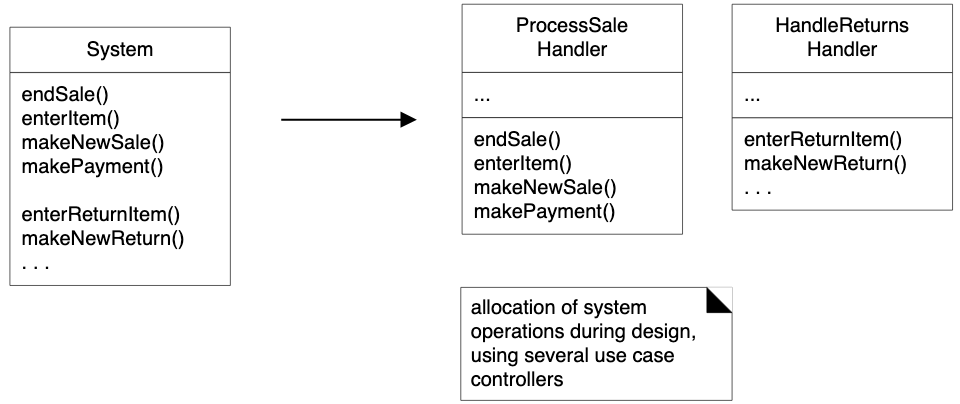 System
endSale()
enterItem()
makeNewSale()
makePayment()
enterReturnItem()
makeNewReturn()
. . .
ProcessSale
Handler
...
endSale()
enterItem()
makeNewSale()
makePayment()
HandleReturns
Handler
...
enterReturnItem()
makeNewReturn()
. . .
allocation of system
operations during design,
using several use case
controllers